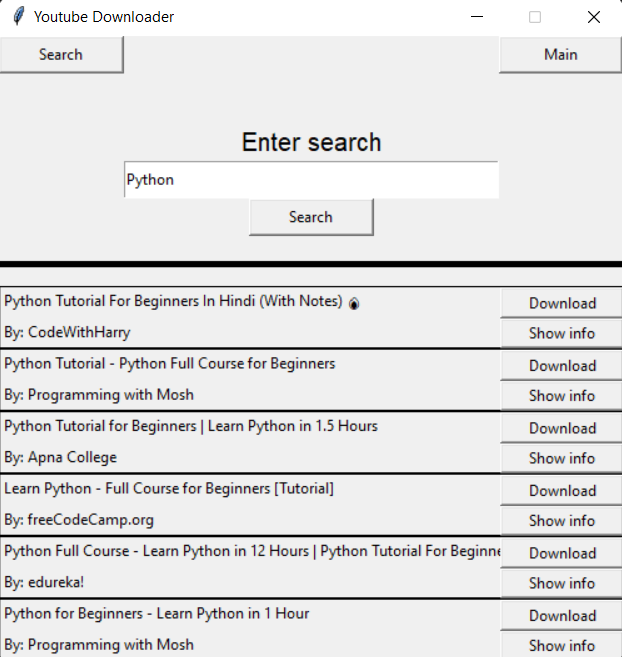 Youtube Downloader
Search
Main
Enter search
Python
Search
Python Tutorial For Beginners In Hindi (With Notes) 🔥
Download
By: CodeWithHarry
Show info
Python Tutorial - Python Full Course for Beginners
Download
By: Programming with Mosh
Show info
Python Tutorial for Beginners | Learn Python in 1.5 Hours
Download
By: Apna College
Show info
Learn Python - Full Course for Beginners [Tutorial]
Download
By: freeCodeCamp.org
Show info
Python Full Course - Learn Python in 12 Hours | Python Tutorial For Beginne
Download
By: edureka!
Show info
Python for Beginners - Learn Python in 1 Hour
Download
By: Programming with Mosh
Show info